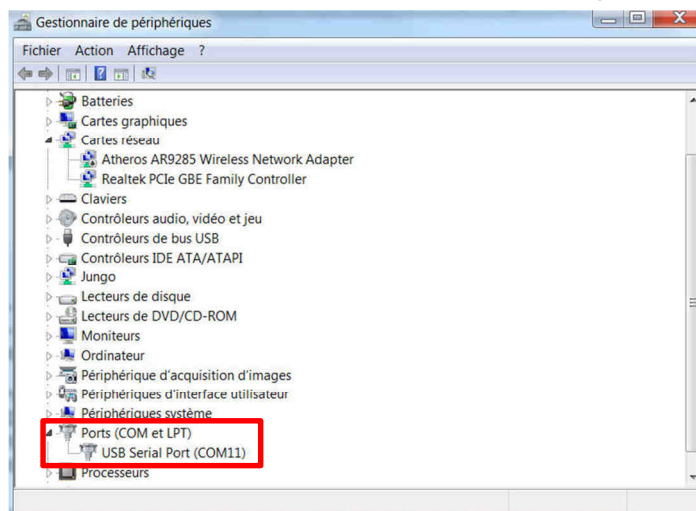 Gestionnaire de périphériques
Fichier Action Affichage ?
Batteries
Cartes graphiques
Cartes réseau
Atheros AR9285 Wireless Network Adapter
Realtek PCIe GBE Family Controller
Claviers
Contrôleurs audio, vidéo et jeu
Contrôleurs de bus USB
Contrôleurs IDE ATA/ATAPI
Jungo
Lecteurs de disque
Lecteurs de DVD/CD-ROM
Moniteurs
Ordinateur
Périphérique d'acquisition d'images
Périphériques d'interface utilisateur
Périphériques système
Ports (COM et LPT)
USB Serial Port (COM11)
Processeurs